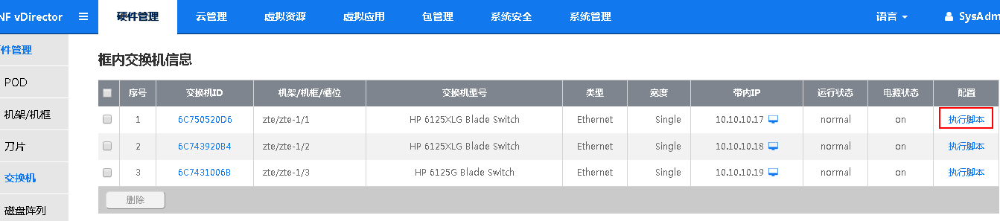 NF vDirector 硬件管理 云管理 虚拟资源 虚拟应用 包管理 系统安全 系统管理 语言 SysAdm
件管理
POD
机架/机框
刀片
交换机
磁盘阵列
框内交换机信息
序号 交换机ID 机架/机框/槽位 交换机型号 类型 宽度 带内IP 运行状态 电源状态 配置
1 6C750520D6 zte/zte-1/1 HP 6125XLG Blade Switch Ethernet Single 10.10.10.17 normal on 执行脚本
2 6C743920B4 zte/zte-1/2 HP 6125XLG Blade Switch Ethernet Single 10.10.10.18 normal on 执行脚本
3 6C7431006B zte/zte-1/3 HP 6125G Blade Switch Ethernet Single 10.10.10.19 normal on 执行脚本
删除